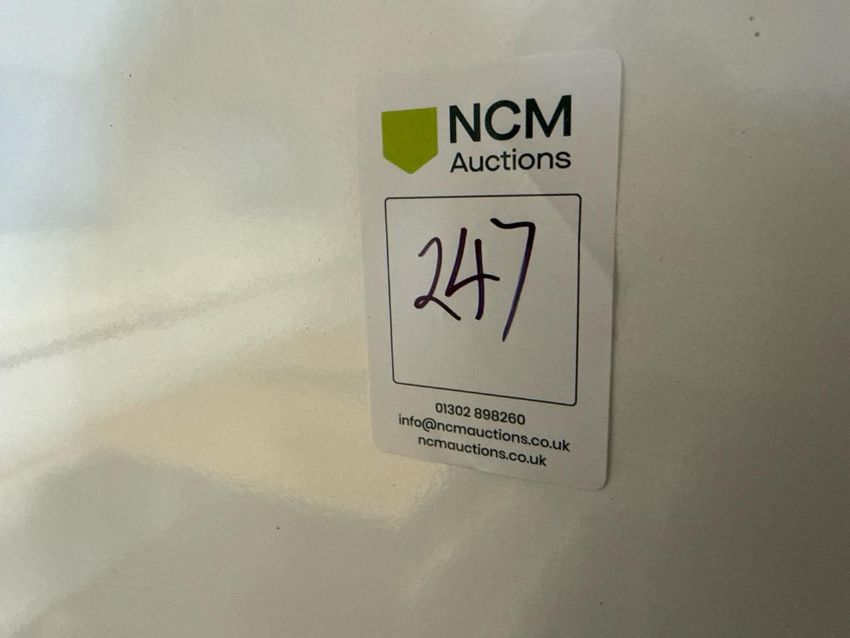 NCM
Auctions
247
01302 898260
info@ncmauctions.co.uk
ncmauctions.co.uk